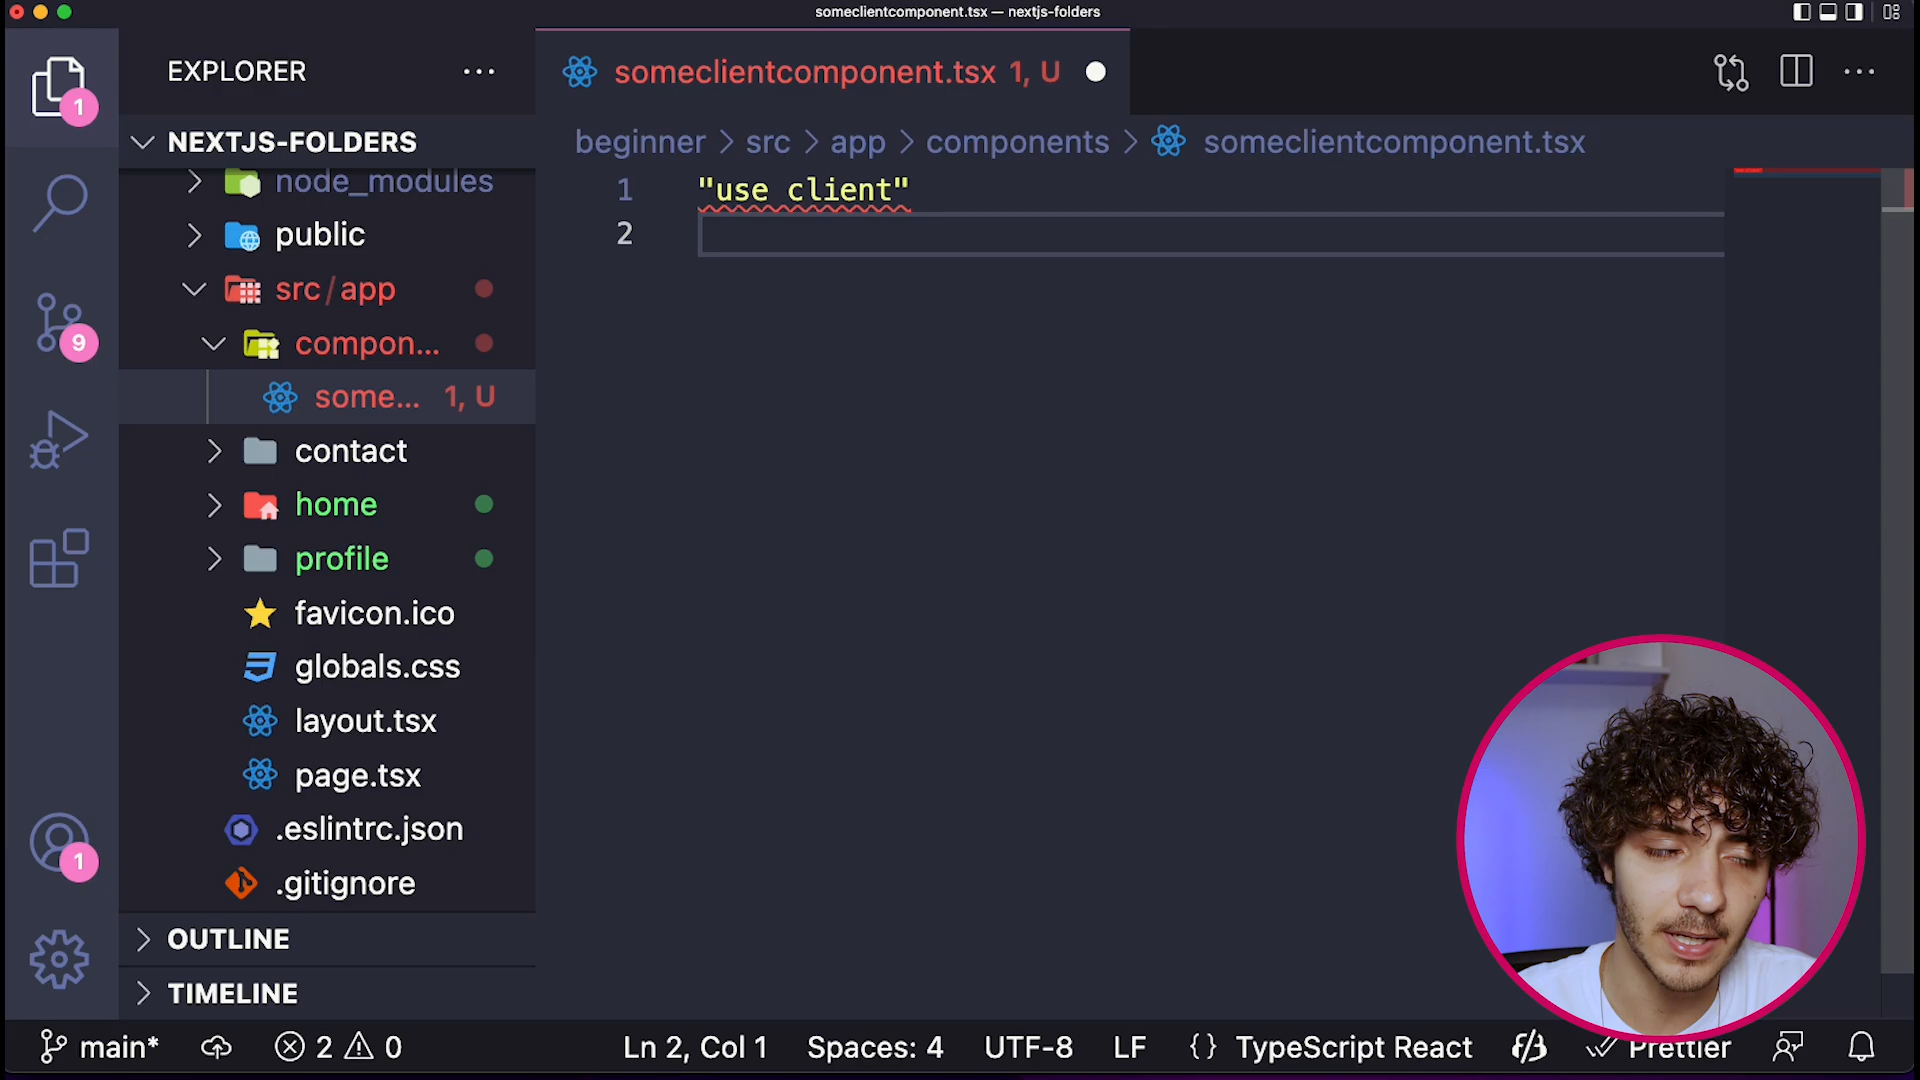 someclientcomponent.tsx — nextjs-folders
EXPLORER
someclientcomponent.tsx 1, U
1
NEXTJS-FOLDERS
beginner > src > app > components > someclientcomponent.tsx
node_modules
1 "use client"
2
public
src/app
9
compon...
some... 1, U
contact
home
profile
favicon.ico
globals.css
layout.tsx
page.tsx
.eslintrc.json
1
.gitignore
OUTLINE
TIMELINE
main* 2 0 Ln 2, Col 1 Spaces: 4 UTF-8 LF {} TypeScript React Prettier